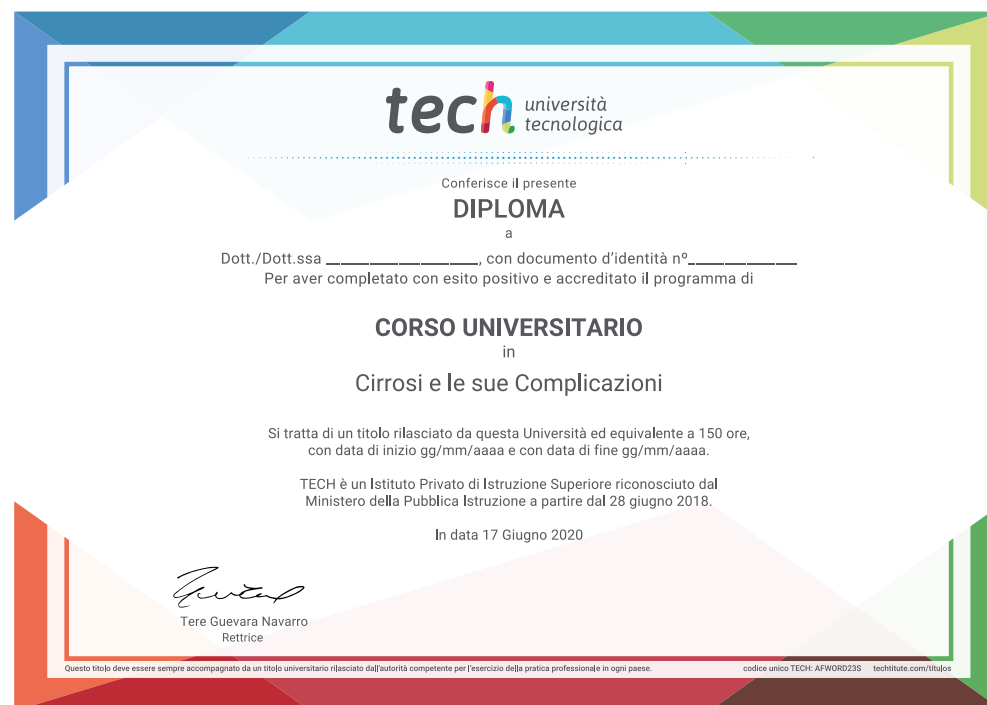 tech università
tecnologica
Conferisce il presente
DIPLOMA
a
Dott./Dott.ssa ____________________, con documento d'identità nº______________
Per aver completato con esito positivo e accreditato il programma di
CORSO UNIVERSITARIO
in
Cirrosi e le sue Complicazioni
Si tratta di un titolo rilasciato da questa Università ed equivalente a 150 ore,
con data di inizio gg/mm/aaaa e con data di fine gg/mm/aaaa.
TECH è un Istituto Privato di Istruzione Superiore riconosciuto dal
Ministero della Pubblica Istruzione a partire dal 28 giugno 2018.
In data 17 Giugno 2020
Tere Guevara Navarro
Rettrice
Questo titolo deve essere sempre accompagnato da un titolo universitario rilasciato dall'autorità competente per l'esercizio della pratica professionale in ogni paese. codice unico TECH: AFWORD23S techtitute.com/títulos